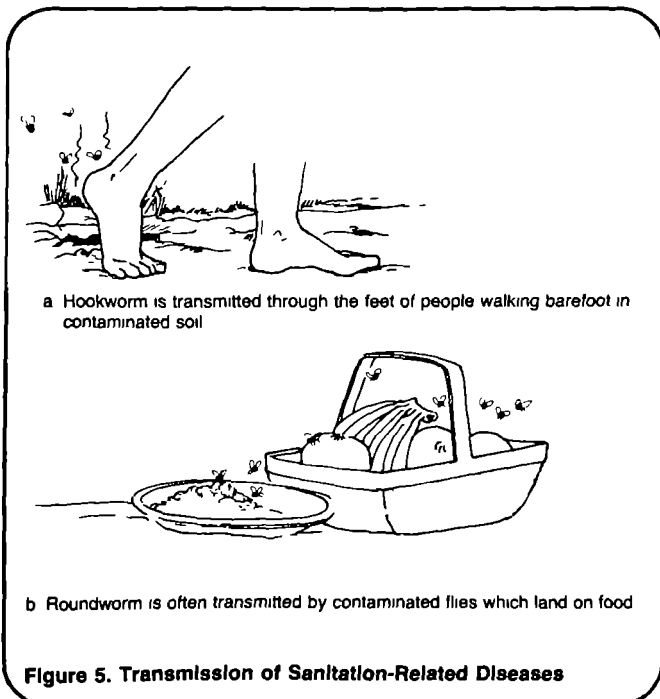 a Hookworm is transmitted through the feet of people walking barefoot in
contaminated soil
b Roundworm is often transmitted by contaminated flies which land on food
Figure 5. Transmission of Sanitation-Related Diseases